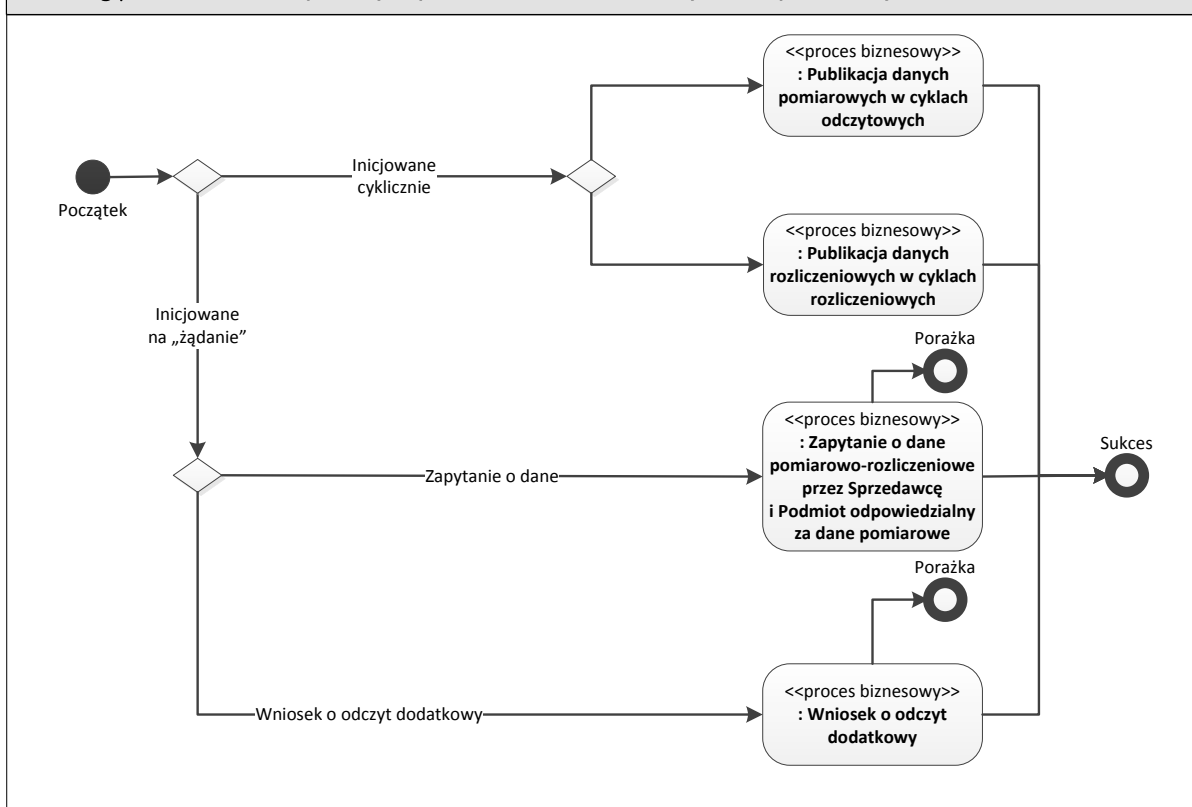 <<proces biznesowy>>
: Publikacja danych
pomiarowych w cyklach
odczytowych
Początek
Inicjowane
cyklicznie
<<proces biznesowy>>
: Publikacja danych
rozliczeniowych w cyklach
rozliczeniowych
Inicjowane
na „żądanie”
Porażka
<<proces biznesowy>>
: Zapytanie o dane
pomiarowo-rozliczeniowe
przez Sprzedawcę
i Podmiot odpowiedzialny
za dane pomiarowe
Zapytanie o dane
Sukces
Porażka
Wniosek o odczyt dodatkowy
<<proces biznesowy>>
: Wniosek o odczyt
dodatkowy